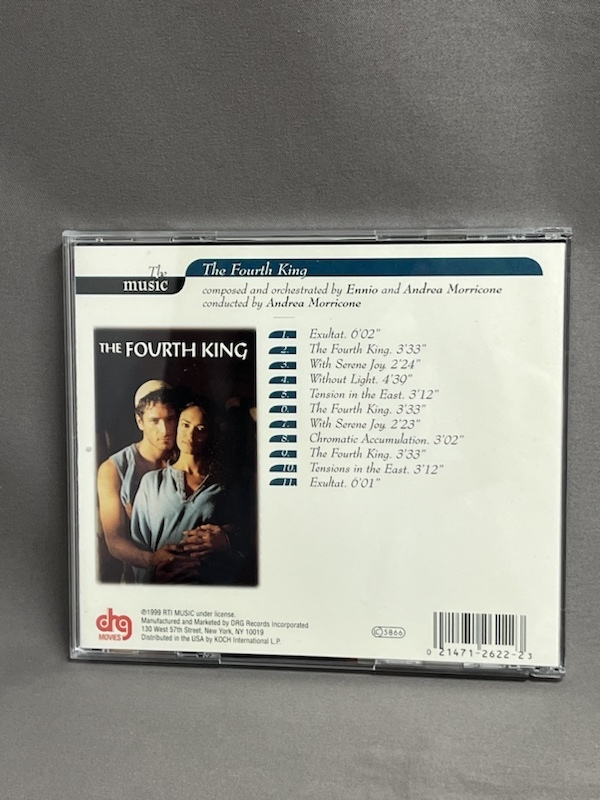 The
music
The Fourth King
composed and orchestrated by Ennio and Andrea Morricone
conducted by Andrea Morricone
THE FOURTH KING
1. Exultat. 6'02"
2. The Fourth King. 3'33"
3. With Serene Joy. 2'24"
4. Without Light. 4'39"
5. Tension in the East. 3'12"
6. The Fourth King. 3'33"
7. With Serene Joy. 2'23"
8. Chromatic Accumulation. 3'02"
9. The Fourth King. 3'33"
10. Tensions in the East. 3'12"
11. Exultat. 6'01"
drg
MOVIES
℗1999 RTI MUSIC under license.
Manufactured and Marketed by DRG Records Incorporated
130 West 57th Street, New York, NY 10019
Distributed in the USA by KOCH International L.P.
LC 5866
0 21471-2622-2 3